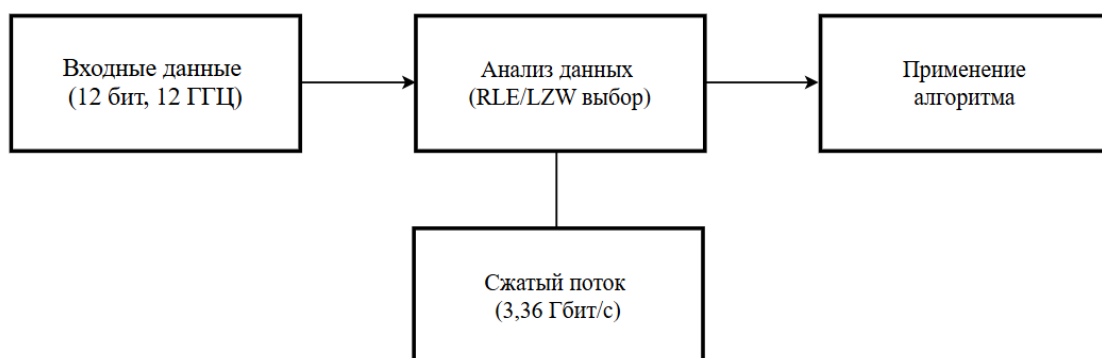 Входные данные
(12 бит, 12 ГГЦ)
Анализ данных
(RLE/LZW выбор)
Применение
алгоритма
Сжатый поток
(3,36 Гбит/с)